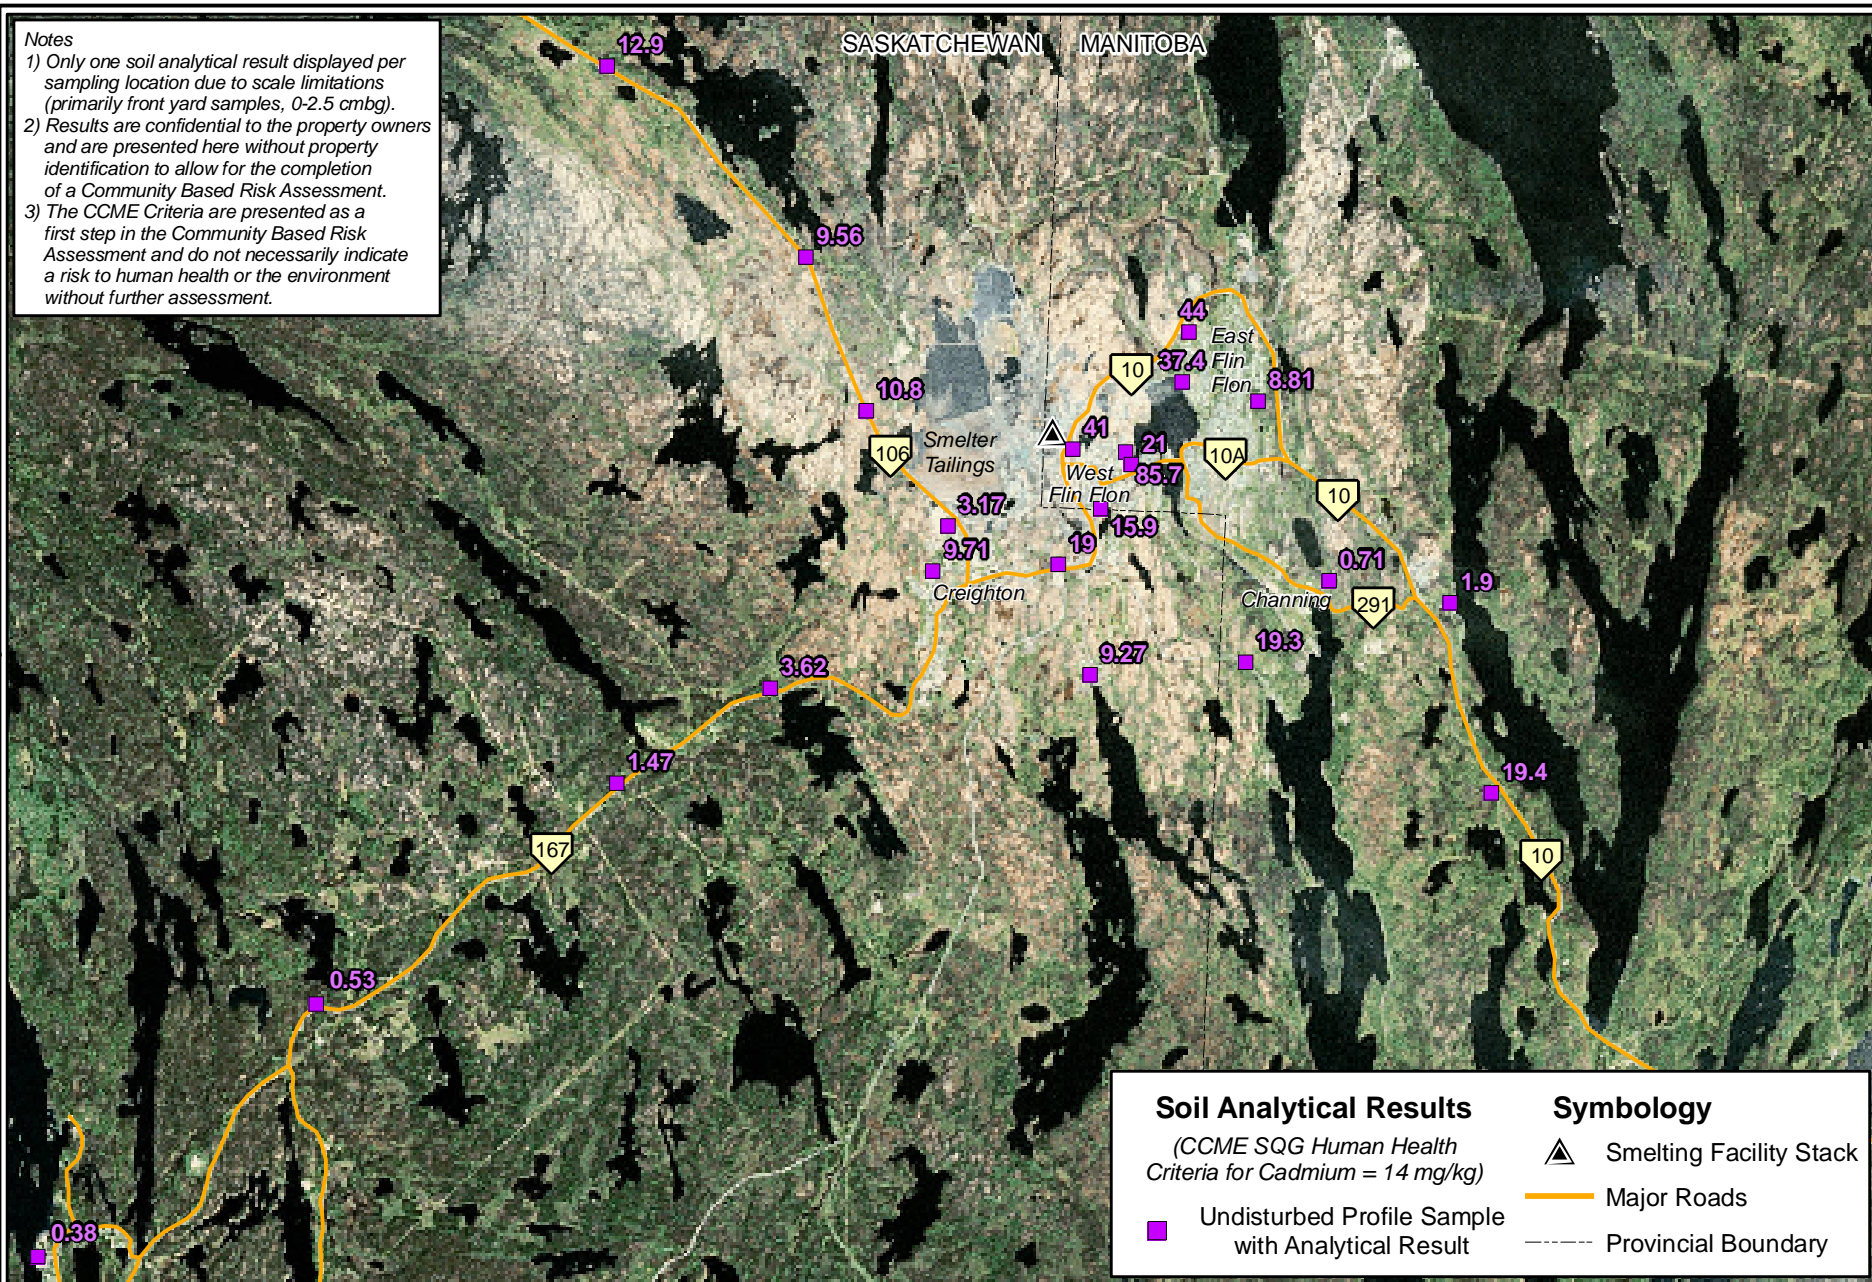 Notes
1) Only one soil analytical result displayed per
sampling location due to scale limitations
(primarily front yard samples, 0-2.5 cmbg).
2) Results are confidential to the property owners
and are presented here without property
identification to allow for the completion
of a Community Based Risk Assessment.
3) The CCME Criteria are presented as a
first step in the Community Based Risk
Assessment and do not necessarily indicate
a risk to human health or the environment
without further assessment.
SASKATCHEWAN MANITOBA
12.9
9.56
44
East
Flin
Flon
10
37.4
8.81
10.8
41
21
106
Smelter
Tailings
10A
West
Flin Flon
85.7
10
3.17
15.9
9.71
19
0.71
Creighton
Channing
291
1.9
19.3
9.27
3.62
1.47
19.4
167
10
0.53
0.38
Soil Analytical Results
(CCME SQG Human Health
Criteria for Cadmium = 14 mg/kg)
Undisturbed Profile Sample
with Analytical Result
Symbology
Smelting Facility Stack
Major Roads
Provincial Boundary